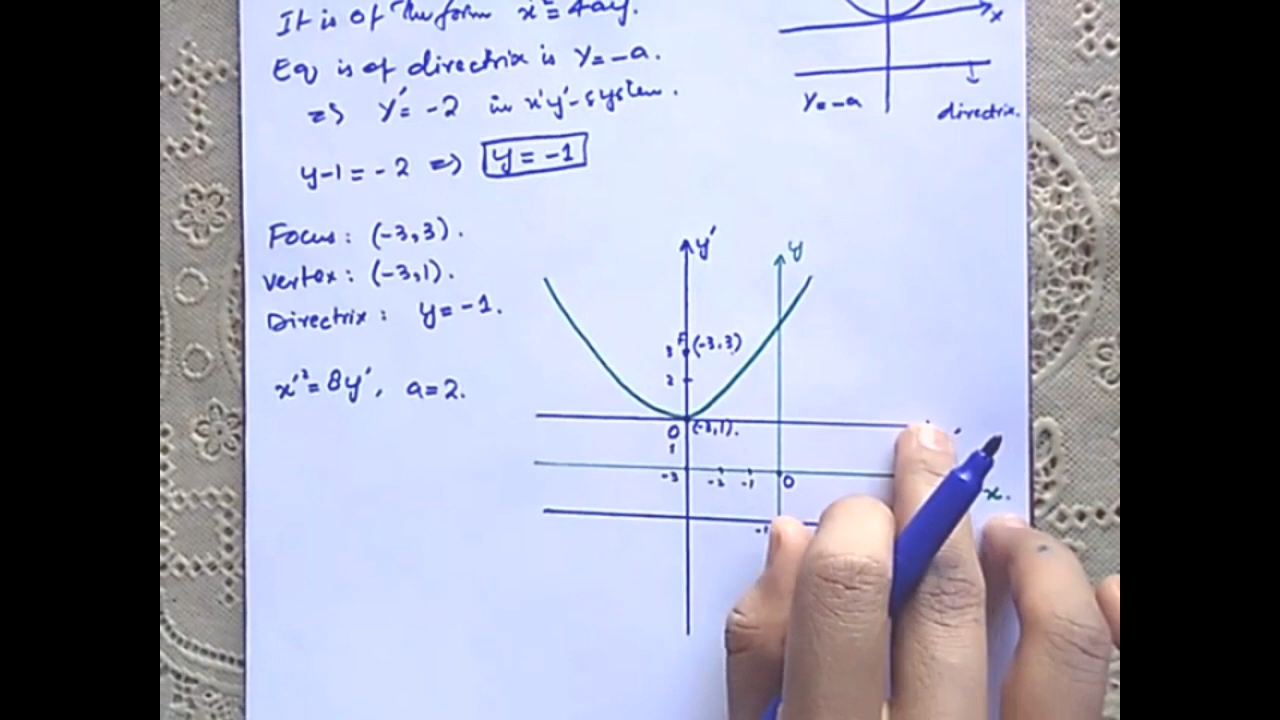 It is of the form x² = 4ay.
Eq is of directrix is y = -a.
=> y' = -2 in x'y'-system.
y-1 = -2 => y = -1
Focus: (-3,3).
vertex: (-3,1).
Directrix: y = -1.
x'² = 8y', a = 2.
x
y = -a
directrix.
y'
y
F
3 (-3,3)
2
0 (-3,1).
1
-3 -2 -1 0
x.
-1